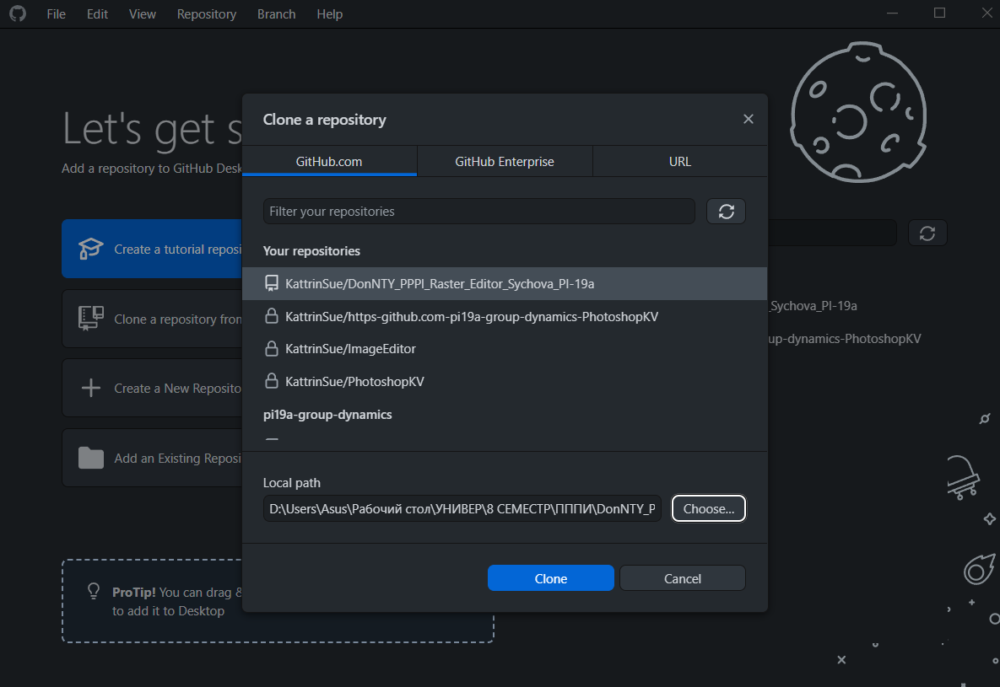 File Edit View Repository Branch Help
Let's get s
Add a repository to GitHub Desk
Create a tutorial reposi
Clone a repository from
Create a New Reposito
Add an Existing Reposi
ProTip! You can drag &
to add it to Desktop
Clone a repository
GitHub.com GitHub Enterprise URL
Filter your repositories
Your repositories
KattrinSue/DonNTY_PPPI_Raster_Editor_Sychova_PI-19a
KattrinSue/https-github.com-pi19a-group-dynamics-PhotoshopKV
KattrinSue/ImageEditor
KattrinSue/PhotoshopKV
pi19a-group-dynamics
Local path
D:\Users\Asus\Рабочий стол\УНИВЕР\8 СЕМЕСТР\ПППИ\DonNTY_P
Choose...
Clone Cancel
_Sychova_PI-19a
up-dynamics-PhotoshopKV